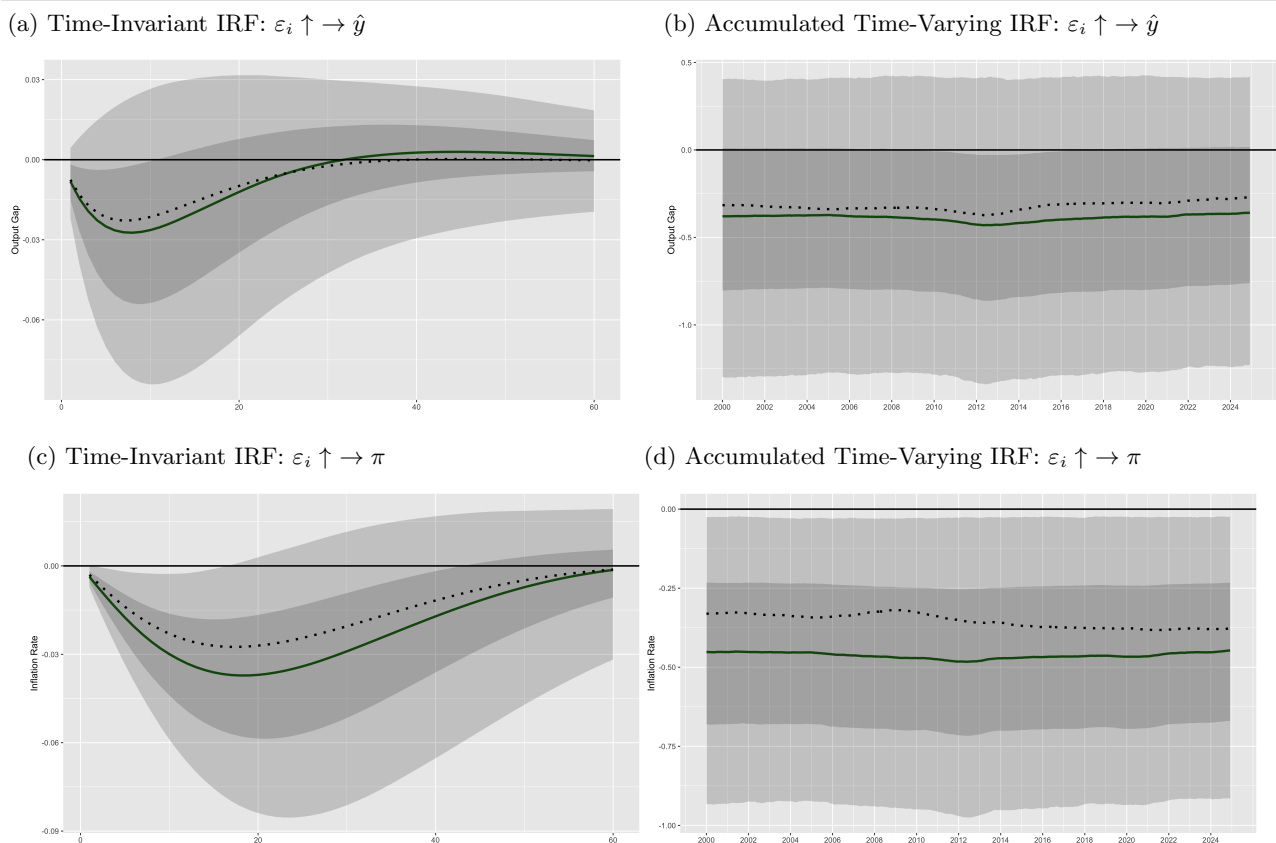 (a) Time-Invariant IRF: εᵢ ↑ → ŷ
(b) Accumulated Time-Varying IRF: εᵢ ↑ → ŷ
Output Gap
0.03
0.00
-0.03
-0.06
0 20 40 60
Output Gap
0.5
0.0
-0.5
-1.0
2000 2002 2004 2006 2008 2010 2012 2014 2016 2018 2020 2022 2024
(c) Time-Invariant IRF: εᵢ ↑ → π
(d) Accumulated Time-Varying IRF: εᵢ ↑ → π
Inflation Rate
0.00
-0.03
-0.06
-0.09
0 20 40 60
Inflation Rate
0.00
-0.25
-0.50
-0.75
-1.00
2000 2002 2004 2006 2008 2010 2012 2014 2016 2018 2020 2022 2024